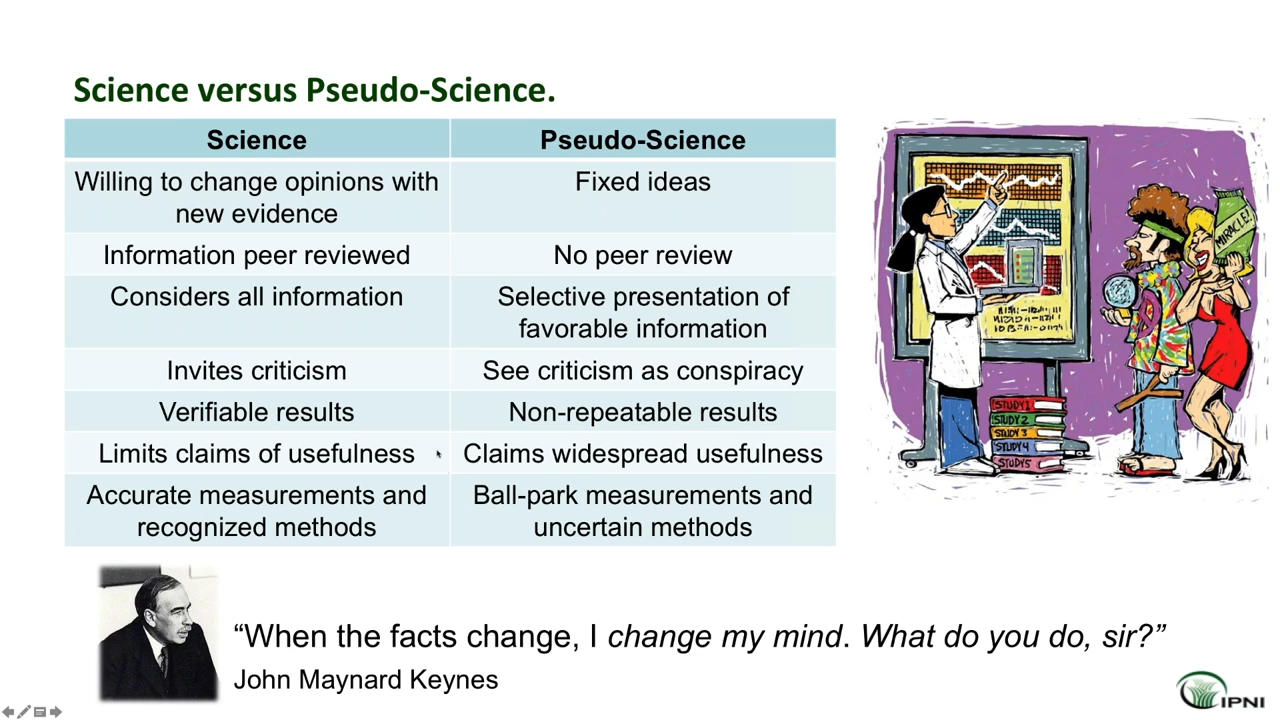 Science versus Pseudo-Science.
Science Pseudo-Science
Willing to change opinions with Fixed ideas
new evidence
Information peer reviewed No peer review
Considers all information Selective presentation of
favorable information
Invites criticism See criticism as conspiracy
Verifiable results Non-repeatable results
Limits claims of usefulness Claims widespread usefulness
Accurate measurements and Ball-park measurements and
recognized methods uncertain methods
MIRACLE!
STUDY 1
STUDY 2
STUDY 3
STUDY 4
STUDY 5
“When the facts change, I change my mind. What do you do, sir?”
John Maynard Keynes
IPNI